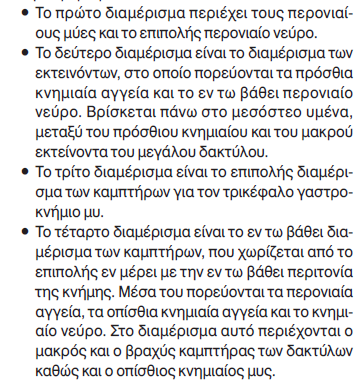 • Το πρώτο διαμέρισμα περιέχει τους περονιαί-
ους μύες και το επιπολής περονιαίο νεύρο.
• Το δεύτερο διαμέρισμα είναι το διαμέρισμα των
εκτεινόντων, στο οποίο πορεύονται τα πρόσθια
κνημιαία αγγεία και το εν τω βάθει περονιαίο
νεύρο. Βρίσκεται πάνω στο μεσόστεο υμένα,
μεταξύ του πρόσθιου κνημιαίου και του μακρού
εκτείνοντα του μεγάλου δακτύλου.
• Το τρίτο διαμέρισμα είναι το επιπολής διαμέρι-
σμα των καμπτήρων για τον τρικέφαλο γαστρο-
κνήμιο μυ.
• Το τέταρτο διαμέρισμα είναι το εν τω βάθει δια-
μέρισμα των καμπτήρων, που χωρίζεται από το
επιπολής εν μέρει με την εν τω βάθει περιτονία
της κνήμης. Μέσα του πορεύονται τα περονιαία
αγγεία, τα οπίσθια κνημιαία αγγεία και το κνημι-
αίο νεύρο. Στο διαμέρισμα αυτό περιέχονται ο
μακρός και ο βραχύς καμπτήρας των δακτύλων
καθώς και ο οπίσθιος κνημιαίος μυς.